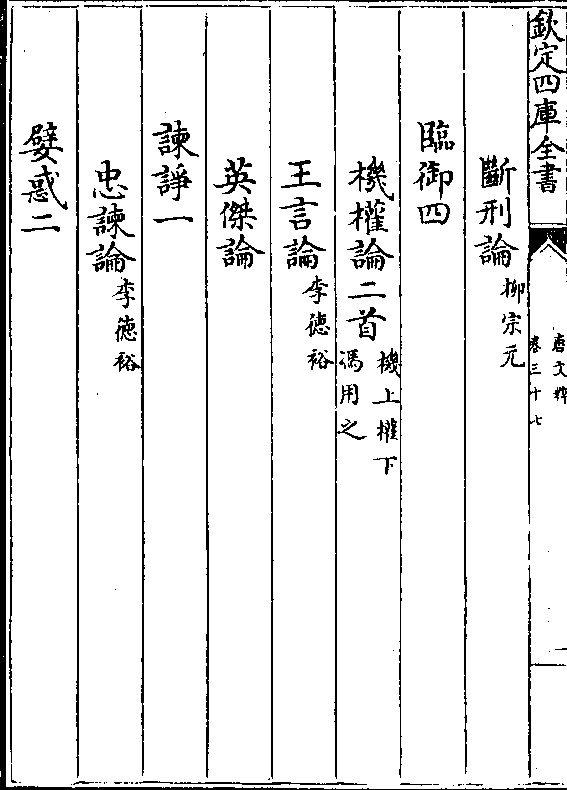 欽定四庫全書
唐文粹
卷三十七
斷刑論柳宗元
臨御四
機權論二首機上權下
馮用之
王言論李德裕
英傑論
諫諍一
忠諫論李德裕
嬖惑二